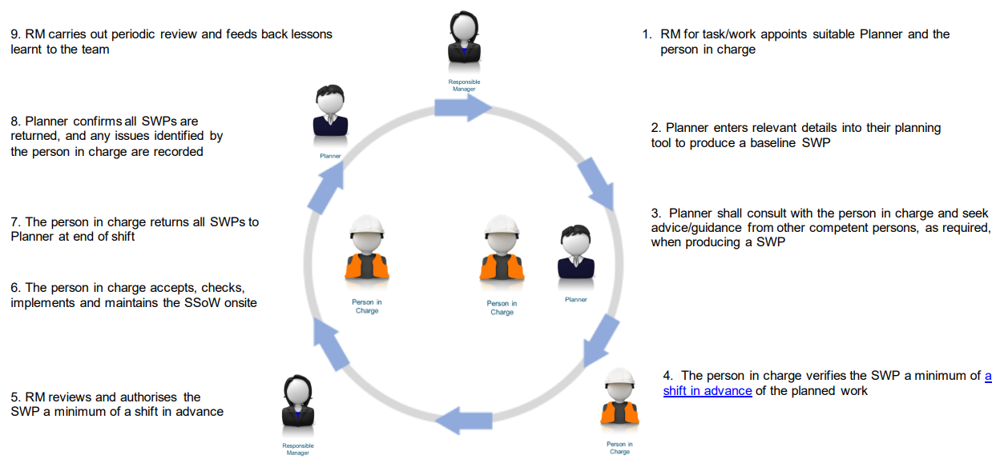 9. RM carries out periodic review and feeds back lessons
learnt to the team
1. RM for task/work appoints suitable Planner and the
person in charge
Responsible
Manager
8. Planner confirms all SWPs are
returned, and any issues identified by
the person in charge are recorded
2. Planner enters relevant details into their planning
tool to produce a baseline SWP
Planner
7. The person in charge returns all SWPs to
Planner at end of shift
3. Planner shall consult with the person in charge and seek
advice/guidance from other competent persons, as required,
when producing a SWP
6. The person in charge accepts, checks,
implements and maintains the SSoW onsite
Person in
Charge
Person in
Charge
Planner
5. RM reviews and authorises the
SWP a minimum of a shift in advance
4. The person in charge verifies the SWP a minimum of a
shift in advance of the planned work
Responsible
Manager
Person in
Charge